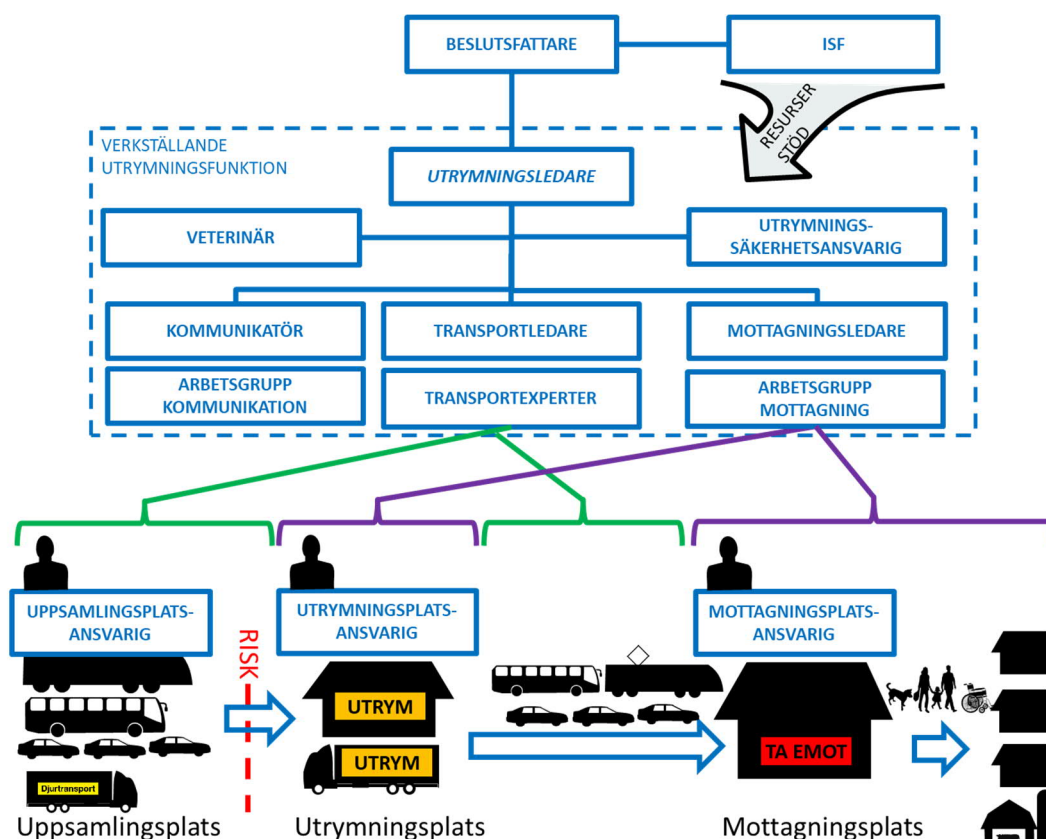 BESLUTSFATTARE
ISF
RESURSER
STÖD
VERKSTÄLLANDE
UTRYMNINGSFUNKTION
UTRYMNINGSLEDARE
VETERINÄR
UTRYMNINGS-
SÄKERHETSANSVARIG
KOMMUNIKATÖR
TRANSPORTLEDARE
MOTTAGNINGSLEDARE
ARBETSGRUPP
KOMMUNIKATION
TRANSPORTEXPERTER
ARBETSGRUPP
MOTTAGNING
UPPSAMLINGSPLATS-
ANSVARIG
RISK
UTRYMNINGSPLATS-
ANSVARIG
MOTTAGNINGSPLATS-
ANSVARIG
UTRYM
UTRYM
TA EMOT
Djurtransport
Uppsamlingsplats
Utrymningsplats
Mottagningsplats